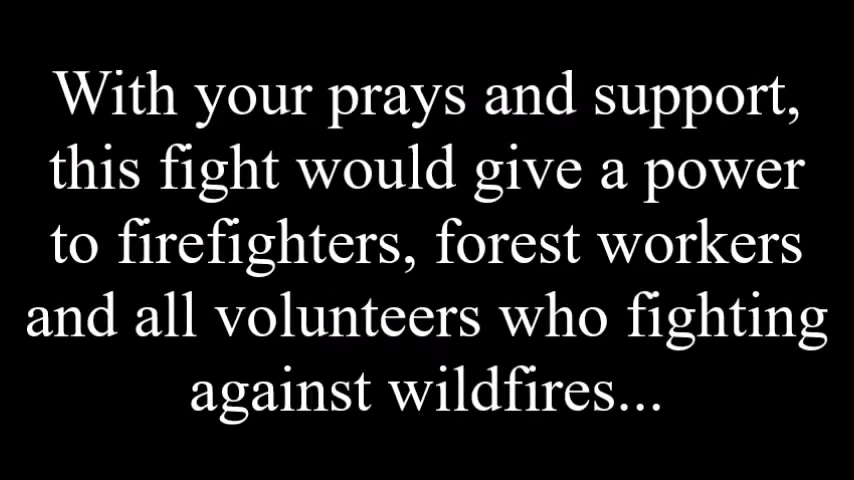 With your prays and support,
this fight would give a power
to firefighters, forest workers
and all volunteers who fighting
against wildfires...